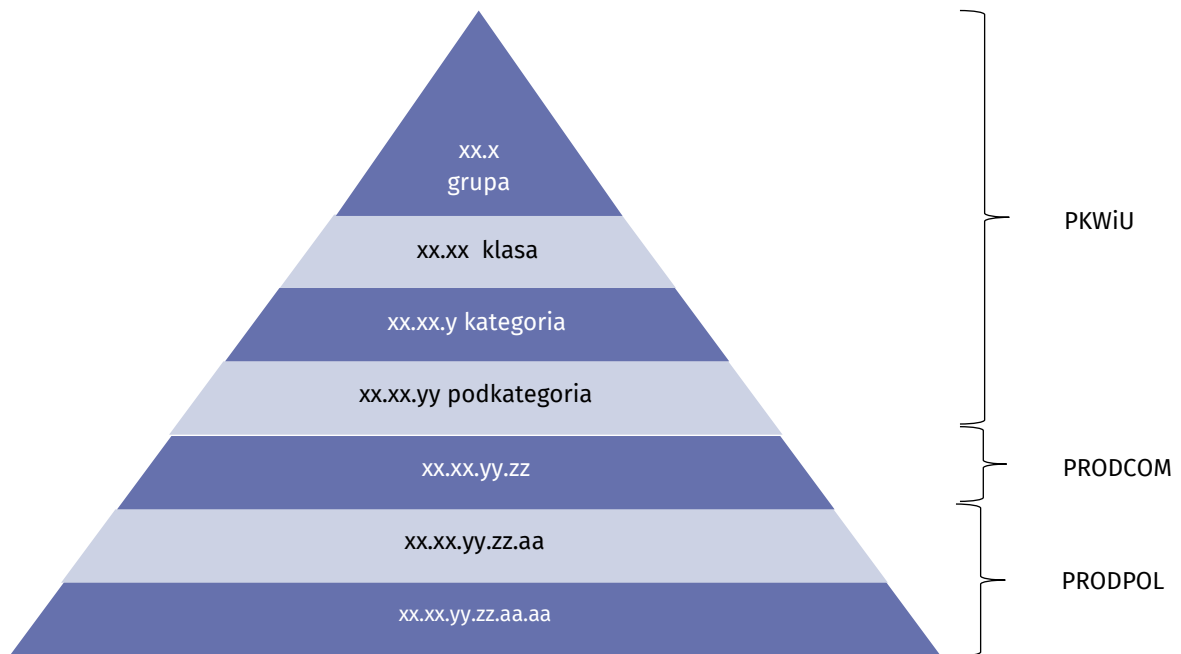 xx.x
grupa
xx.xx klasa
PKWiU
xx.xx.y kategoria
xx.xx.yy podkategoria
xx.xx.yy.zz
PRODCOM
xx.xx.yy.zz.aa
PRODPOL
xx.xx.yy.zz.aa.aa